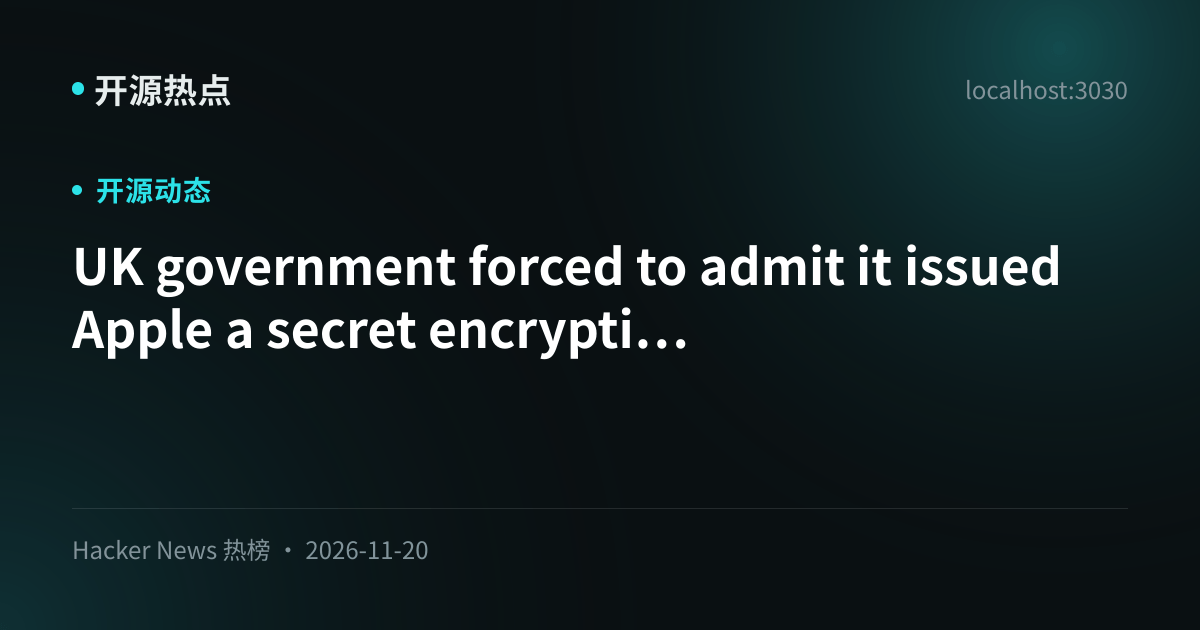 开源热点
localhost:3030
开源动态
UK government forced to admit it issued
Apple a secret encrypti…
Hacker News 热榜 · 2026-11-20